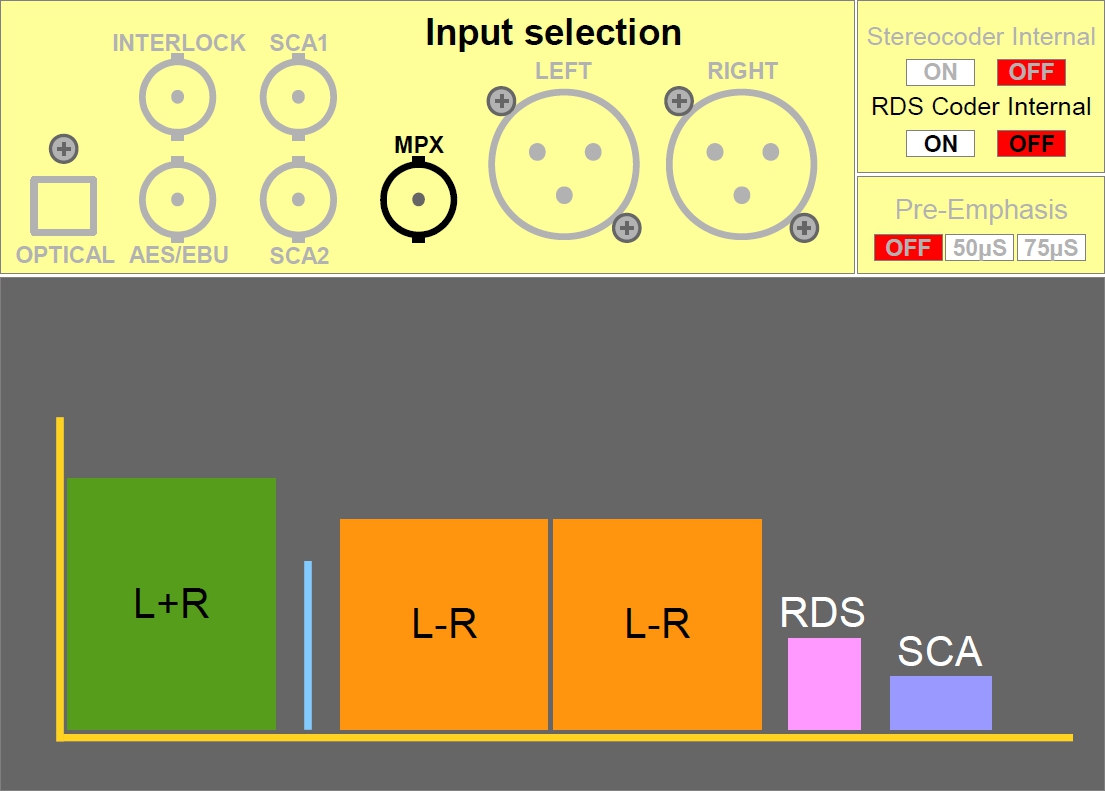 Input selection
INTERLOCK
SCA1
LEFT
RIGHT
MPX
OPTICAL
AES/EBU
SCA2
Stereocoder Internal
ON OFF
RDS Coder Internal
ON OFF
Pre-Emphasis
OFF 50µS 75µS
L+R
L-R
L-R
RDS
SCA